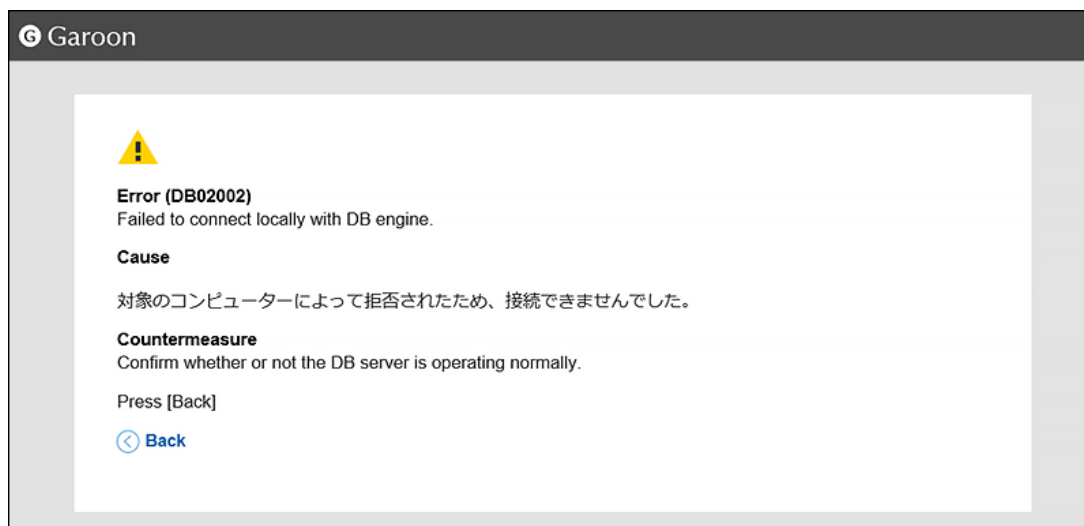 Garoon
Error (DB02002)
Failed to connect locally with DB engine.
Cause
対象のコンピューターによって拒否されたため、接続できませんでした。
Countermeasure
Confirm whether or not the DB server is operating normally.
Press [Back]
Back